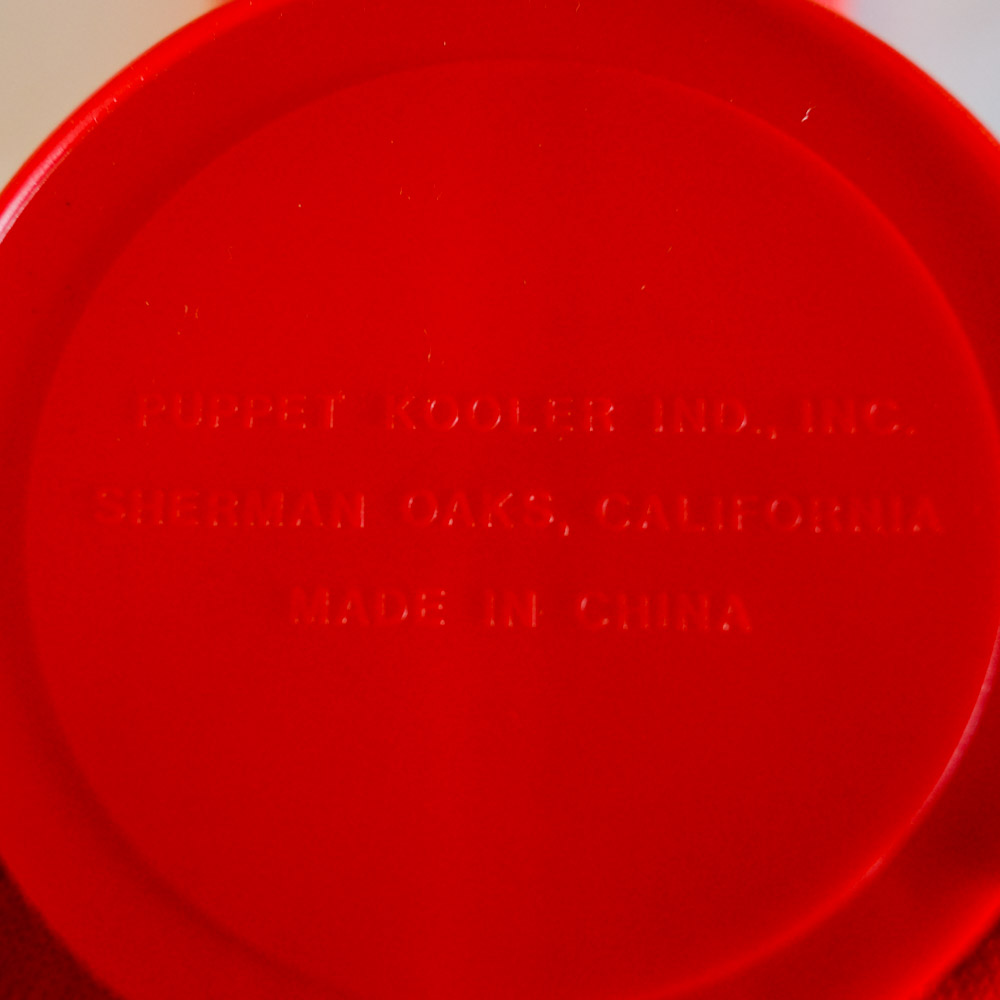 PUPPET KOOLER IND., INC.
SHERMAN OAKS, CALIFORNIA
MADE IN CHINA